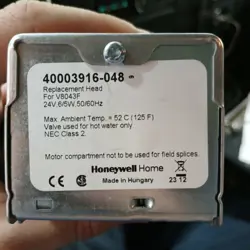 40003916-048
Replacement Head
For V8043F
24V,6/5W,50/60Hz
Max. Ambient Temp.= 52 C (125 F)
Valve used for hot water only
NEC Class 2.
Motor compartment not to be used for field splices.
Honeywell Home
Made in Hungary
23 12